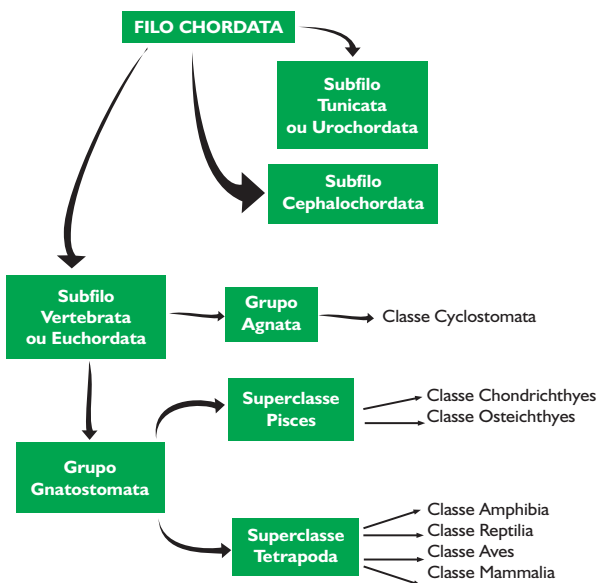 FILO CHORDATA
Subfilo
Tunicata
ou Urochordata
Subfilo
Cephalochordata
Subfilo
Vertebrata
ou Euchordata
Grupo
Agnata
Classe Cyclostomata
Superclasse
Pisces
Classe Chondrichthyes
Classe Osteichthyes
Grupo
Gnatostomata
Superclasse
Tetrapoda
Classe Amphibia
Classe Reptilia
Classe Aves
Classe Mammalia